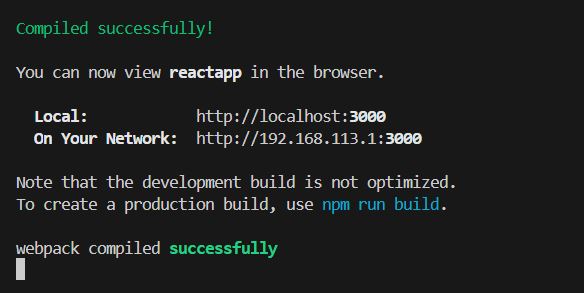 Compiled successfully!
You can now view reactapp in the browser.
Local: http://localhost:3000
On Your Network: http://192.168.113.1:3000
Note that the development build is not optimized.
To create a production build, use npm run build.
webpack compiled successfully